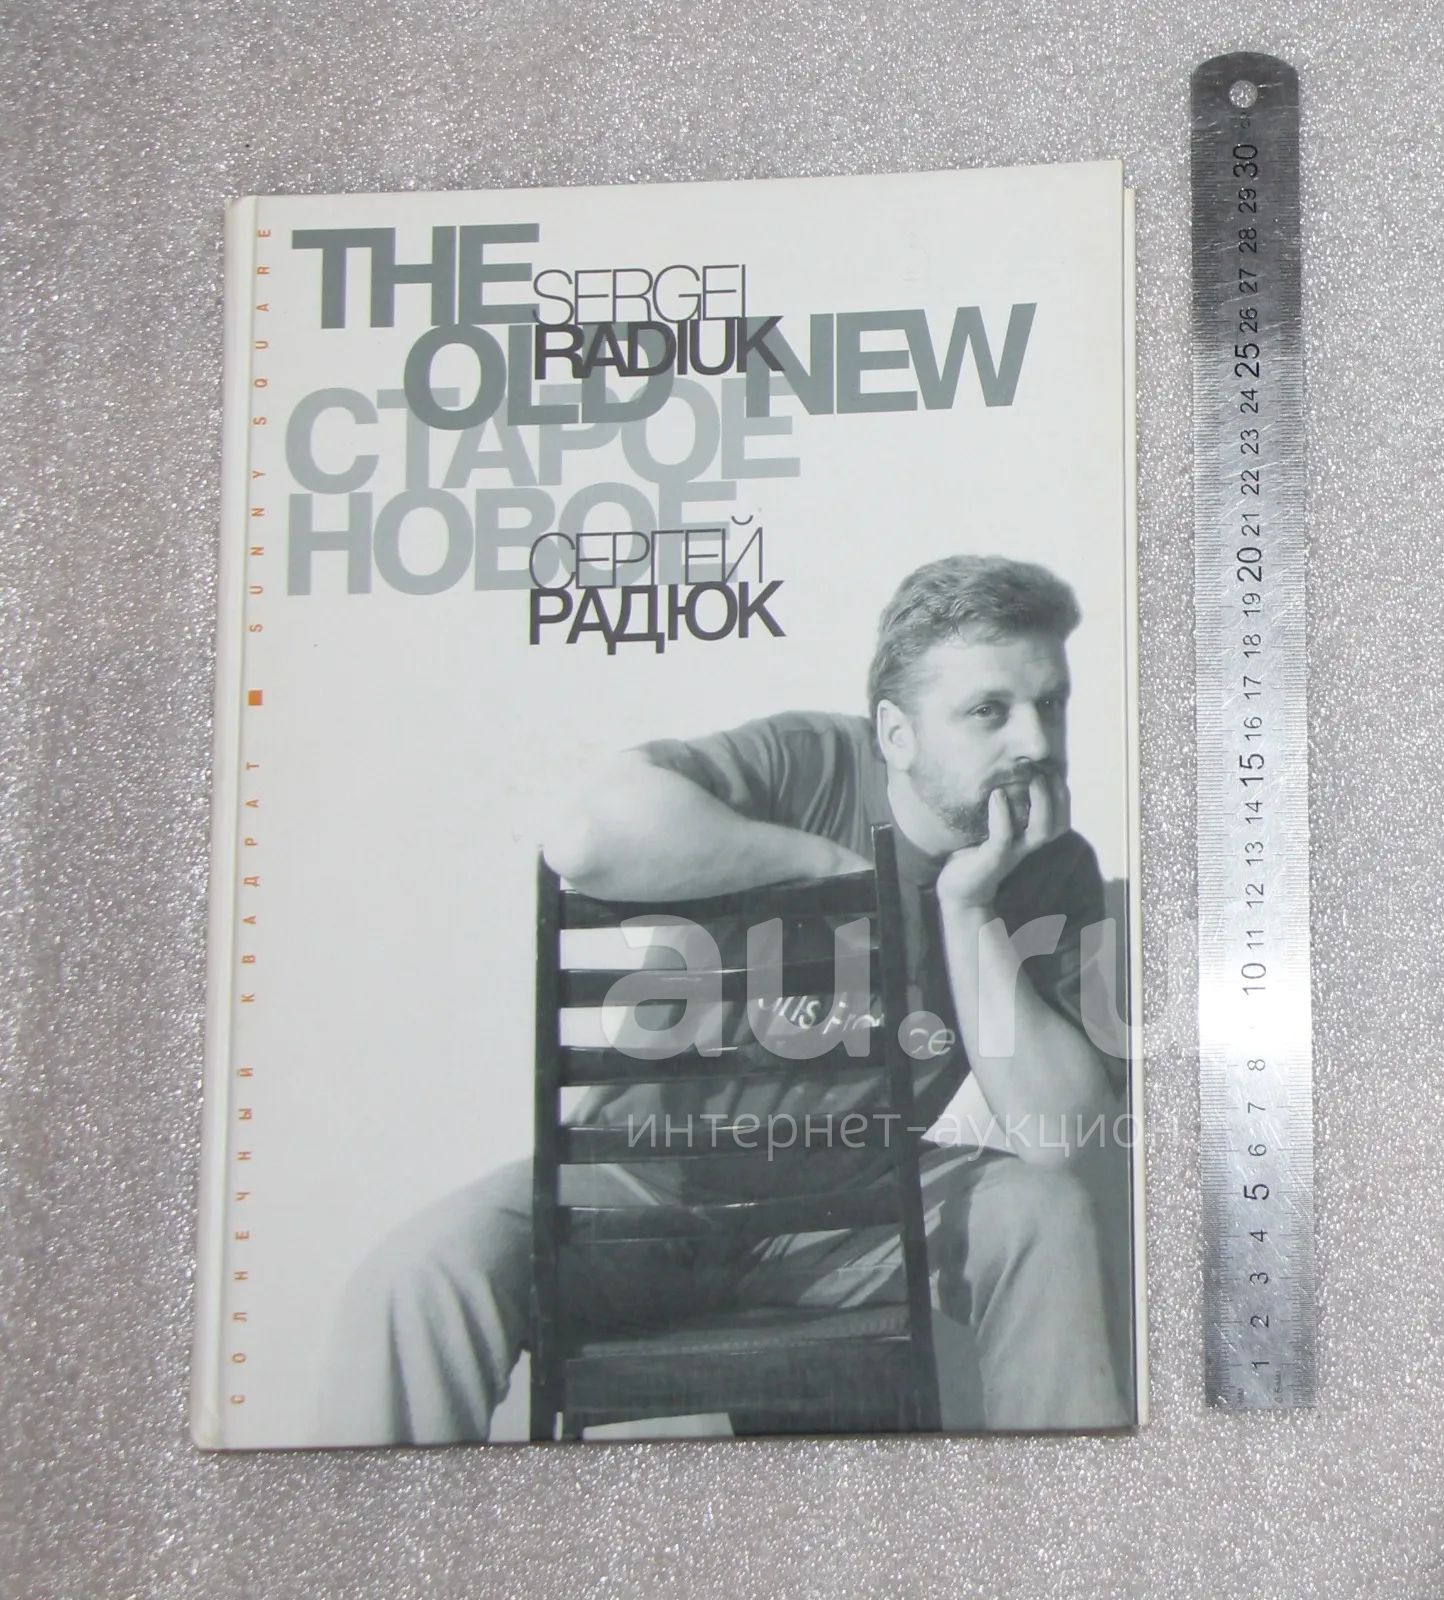 THE
SERGEI
RADIUK
OLD NEW
СТАРОЕ
НОВОЕ
СЕРГЕЙ
РАДЮК
СОЛНЕЧНЫЙ КВАДРАТ ■ SUNNY SQUARE
au.ru
интернет-аукцион
30
29
28
27
26
25
24
23
22
21
20
19
18
17
16
15
14
13
12
11
10
8
7
6
5
4
3
2
1